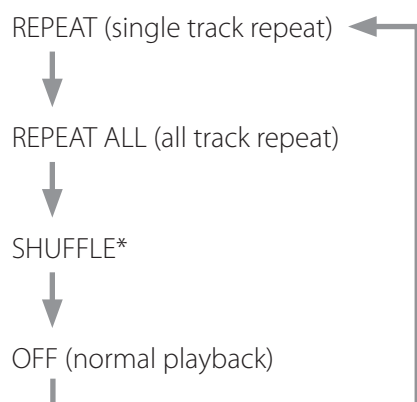 REPEAT (single track repeat)
REPEAT ALL (all track repeat)
SHUFFLE*
OFF (normal playback)